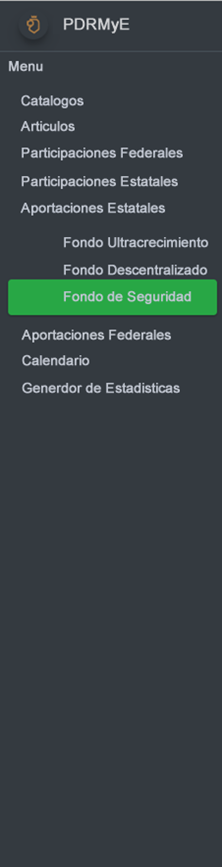 PDRMyE
Menu
Catalogos
Articulos
Participaciones Federales
Participaciones Estatales
Aportaciones Estatales
Fondo Ultracrecimiento
Fondo Descentralizado
Fondo de Seguridad
Aportaciones Federales
Calendario
Generdor de Estadisticas